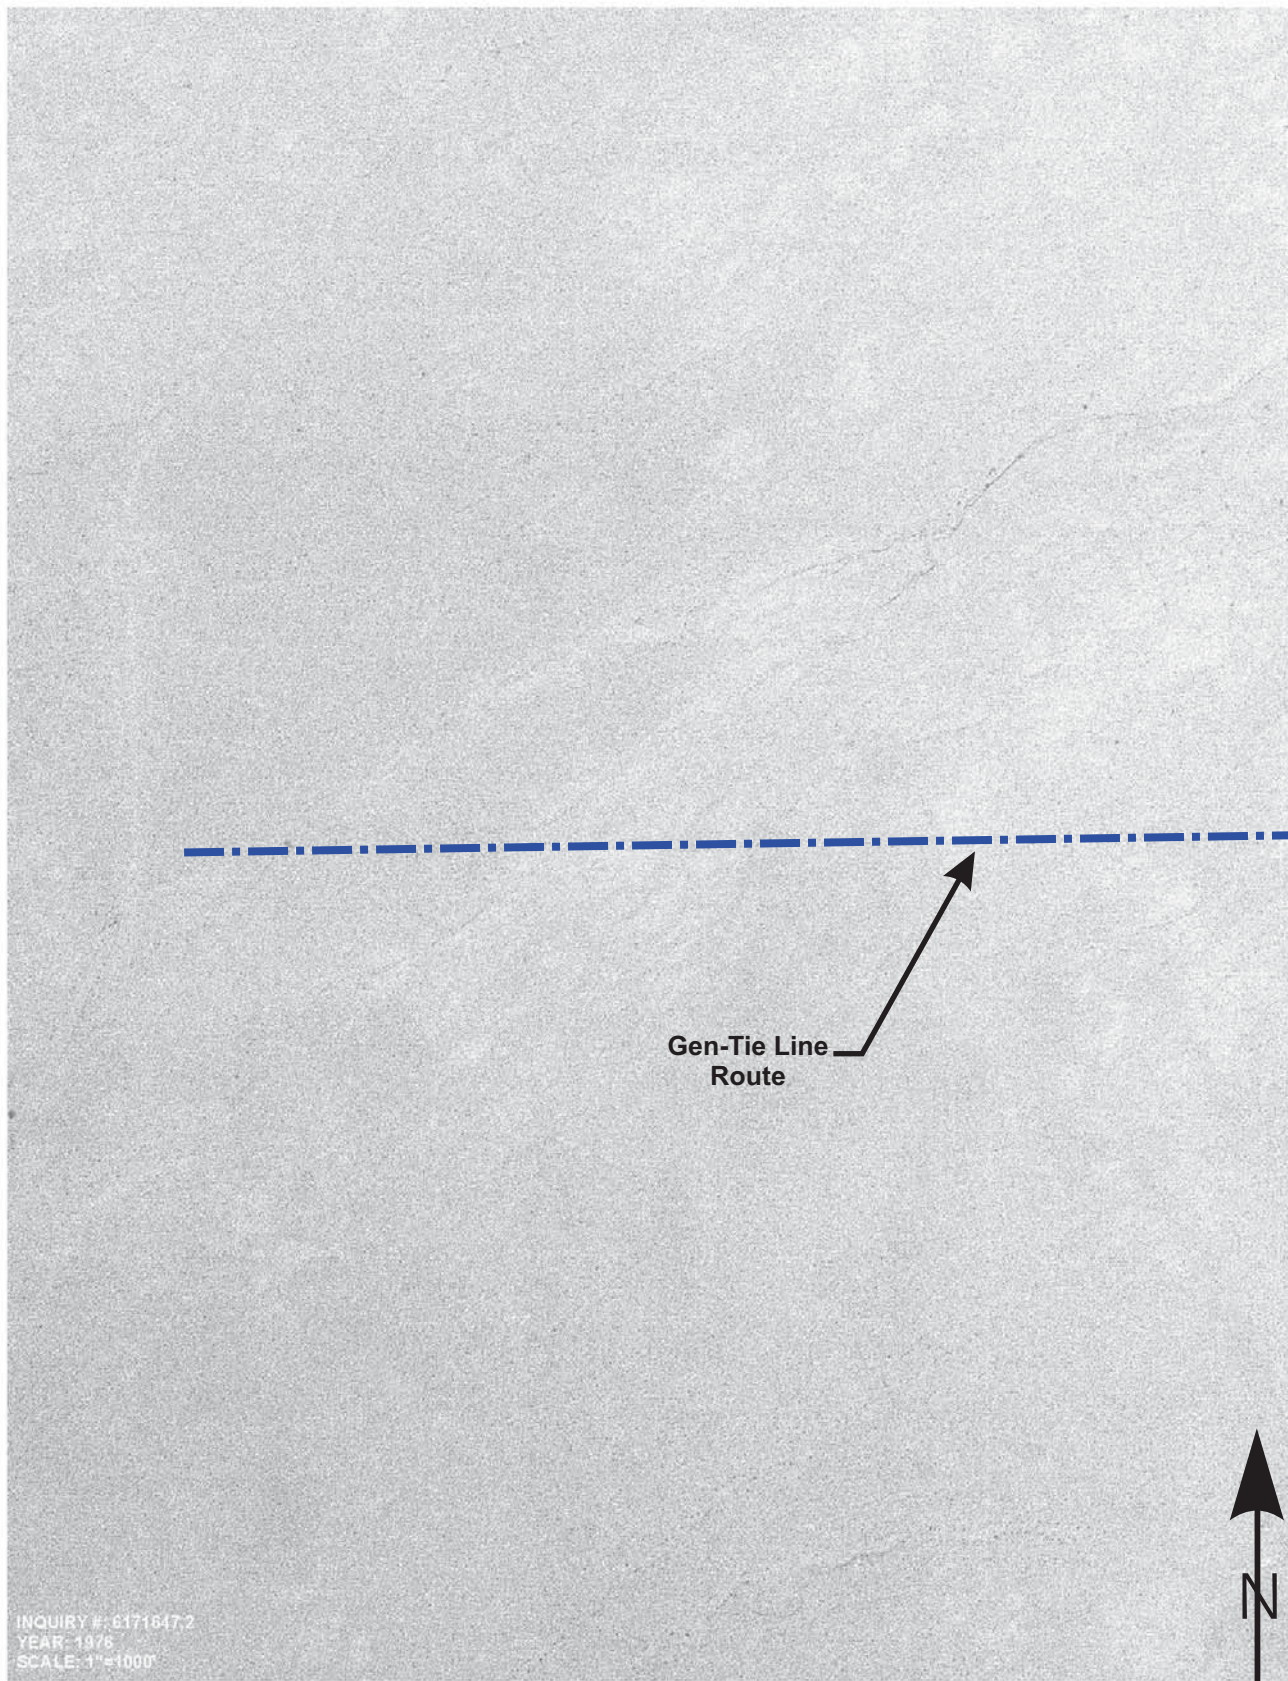 Gen-Tie Line
Route
N
INQUIRY #: 6171647.2
YEAR: 1976
SCALE: 1"=1000'